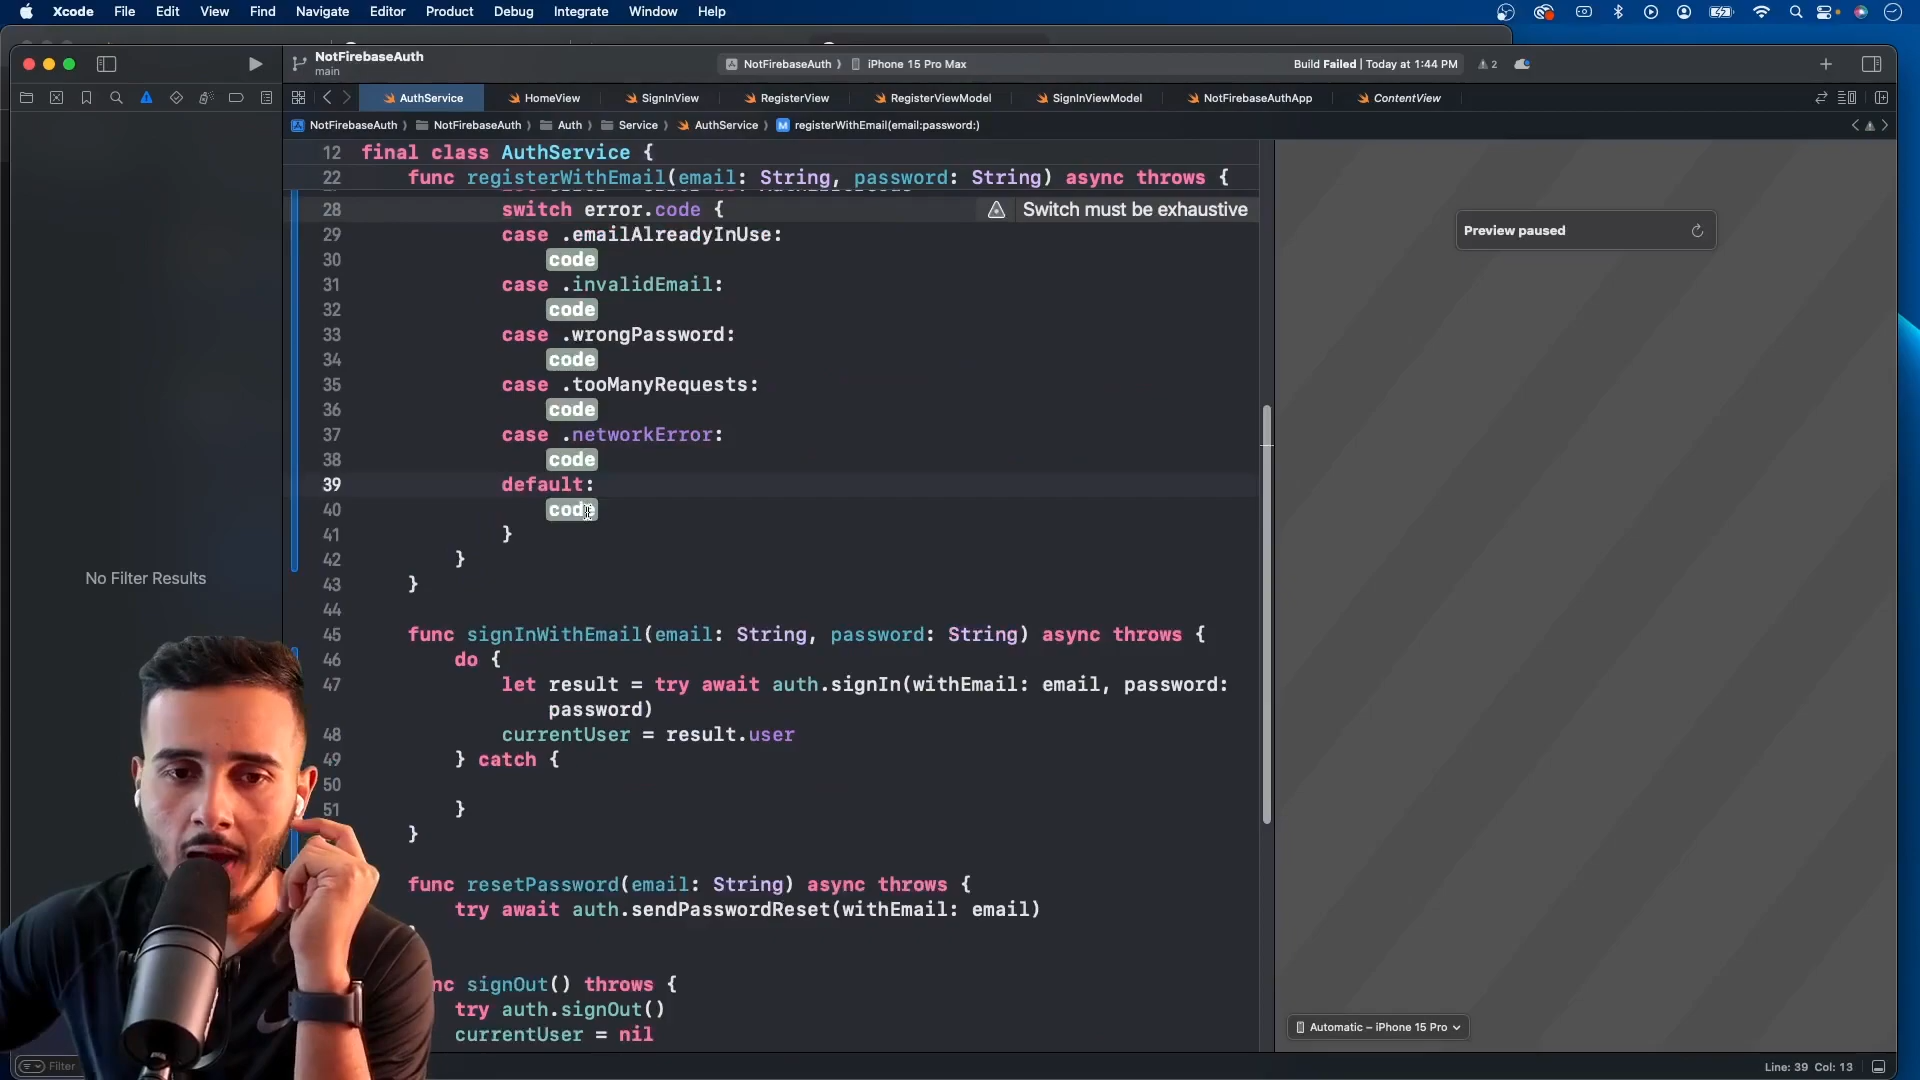 Xcode File Edit View Find Navigate Editor Product Debug Integrate Window Help
NotFirebaseAuth
main
NotFirebaseAuth ⟩ iPhone 15 Pro Max Build Failed | Today at 1:44 PM 2
AuthService HomeView SignInView RegisterView RegisterViewModel SignInViewModel NotFirebaseAuthApp ContentView
NotFirebaseAuth ⟩ NotFirebaseAuth ⟩ Auth ⟩ Service ⟩ AuthService ⟩ M registerWithEmail(email:password:)
12 final class AuthService {
22 func registerWithEmail(email: String, password: String) async throws {
28 switch error.code { Switch must be exhaustive
29 case .emailAlreadyInUse:
30 code
31 case .invalidEmail:
32 code
33 case .wrongPassword:
34 code
35 case .tooManyRequests:
36 code
37 case .networkError:
38 code
39 default:
40 code
41 }
42 }
43 }
44
45 func signInWithEmail(email: String, password: String) async throws {
46 do {
47 let result = try await auth.signIn(withEmail: email, password:
password)
48 currentUser = result.user
49 } catch {
50
51 }
}
func resetPassword(email: String) async throws {
try await auth.sendPasswordReset(withEmail: email)
signOut() throws {
try auth.signOut()
currentUser = nil
No Filter Results
Filter
Preview paused
Automatic – iPhone 15 Pro
Line: 39 Col: 13